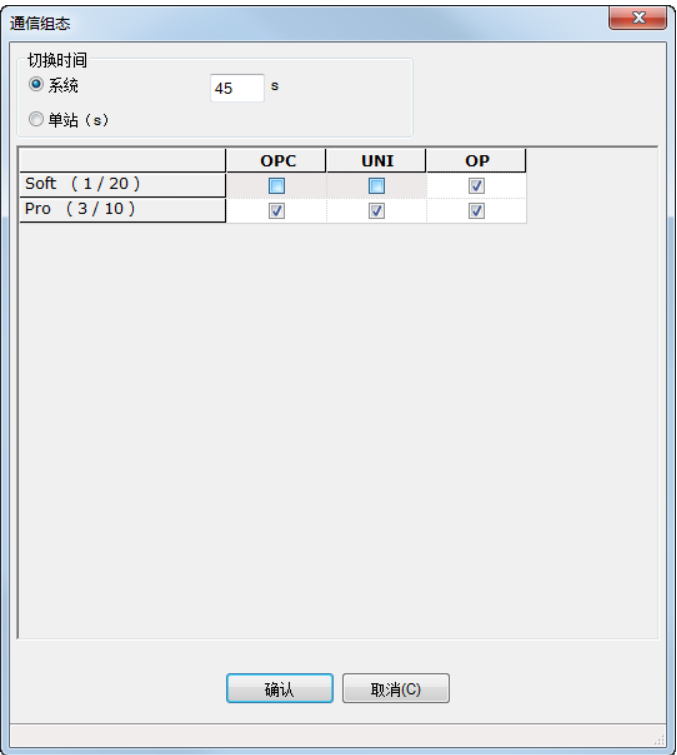 通信组态
切换时间
系统 45 s
单站（s）
OPC UNI OP
Soft ( 1 / 20 )
Pro ( 3 / 10 )
确认 取消(C)